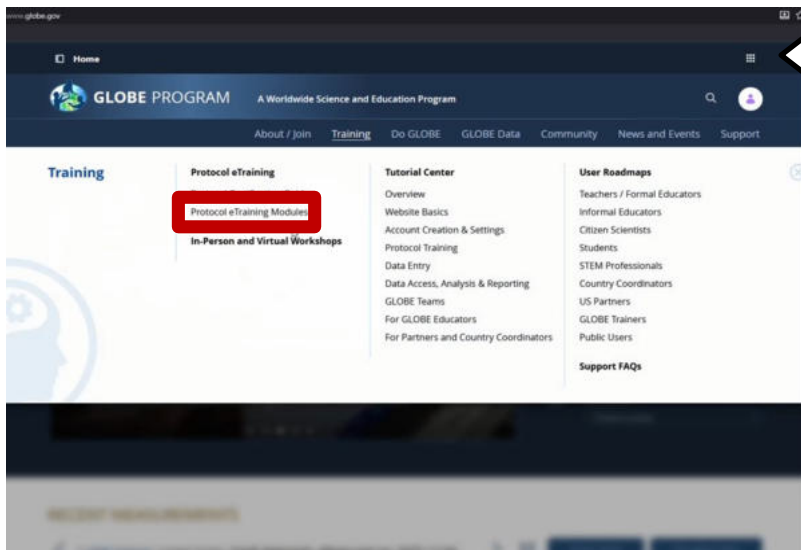 www.globe.gov
Home
GLOBE PROGRAM
A Worldwide Science and Education Program
About / Join
Training
Do GLOBE
GLOBE Data
Community
News and Events
Support
Training
Protocol eTraining
Protocol eTraining Modules
In-Person and Virtual Workshops
Tutorial Center
Overview
Website Basics
Account Creation & Settings
Protocol Training
Data Entry
Data Access, Analysis & Reporting
GLOBE Teams
For GLOBE Educators
For Partners and Country Coordinators
User Roadmaps
Teachers / Formal Educators
Informal Educators
Citizen Scientists
Students
STEM Professionals
Country Coordinators
US Partners
GLOBE Trainers
Public Users
Support FAQs
RECENT MEASUREMENTS